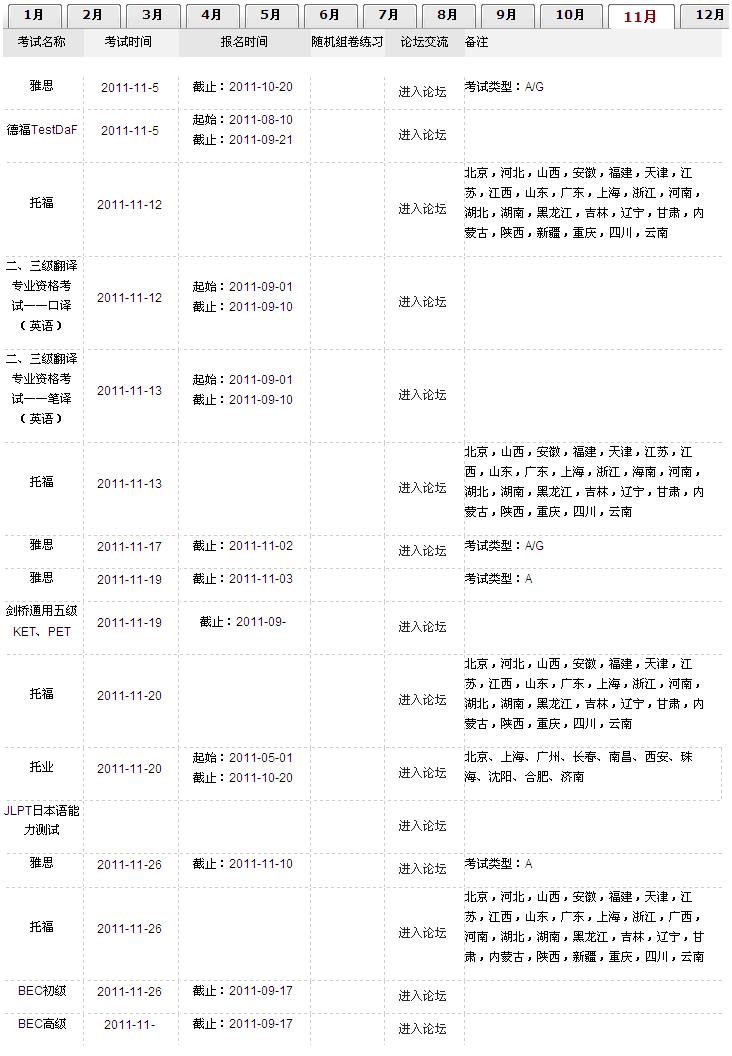 1月 2月 3月 4月 5月 6月 7月 8月 9月 10月 11月 12月
考试名称 考试时间 报名时间 随机组卷练习 论坛交流 备注
雅思 2011-11-5 截止：2011-10-20 进入论坛 考试类型：A/G
德福TestDaF 2011-11-5 起始：2011-08-10
截止：2011-09-21 进入论坛
托福 2011-11-12 进入论坛 北京，河北，山西，安徽，福建，天津，江
苏，江西，山东，广东，上海，浙江，河南，
湖北，湖南，黑龙江，吉林，辽宁，甘肃，内
蒙古，陕西，新疆，重庆，四川，云南
二、三级翻译
专业资格考
试——口译
（英语） 2011-11-12 起始：2011-09-01
截止：2011-09-10 进入论坛
二、三级翻译
专业资格考
试——笔译
（英语） 2011-11-13 起始：2011-09-01
截止：2011-09-10 进入论坛
托福 2011-11-13 进入论坛 北京，山西，安徽，福建，天津，江苏，江
西，山东，广东，上海，浙江，海南，河南，
湖北，湖南，黑龙江，吉林，辽宁，甘肃，内
蒙古，陕西，重庆，四川，云南
雅思 2011-11-17 截止：2011-11-02 进入论坛 考试类型：A/G
雅思 2011-11-19 截止：2011-11-03 考试类型：A
剑桥通用五级
KET、PET 2011-11-19 截止：2011-09- 进入论坛
托福 2011-11-20 进入论坛 北京，河北，山西，安徽，福建，天津，江
苏，江西，山东，广东，上海，浙江，河南，
湖北，湖南，黑龙江，吉林，辽宁，甘肃，内
蒙古，陕西，重庆，四川，云南
托业 2011-11-20 起始：2011-05-01
截止：2011-10-20 进入论坛 北京、上海、广州、长春、南昌、西安、珠
海、沈阳、合肥、济南
JLPT日本语能
力测试 进入论坛
雅思 2011-11-26 截止：2011-11-10 进入论坛 考试类型：A
托福 2011-11-26 进入论坛 北京，河北，山西，安徽，福建，天津，江
苏，江西，山东，广东，上海，浙江，广西，
河南，湖北，湖南，黑龙江，吉林，辽宁，甘
肃，内蒙古，陕西，新疆，重庆，四川，云南
BEC初级 2011-11-26 截止：2011-09-17 进入论坛
BEC高级 2011-11- 截止：2011-09-17 进入论坛